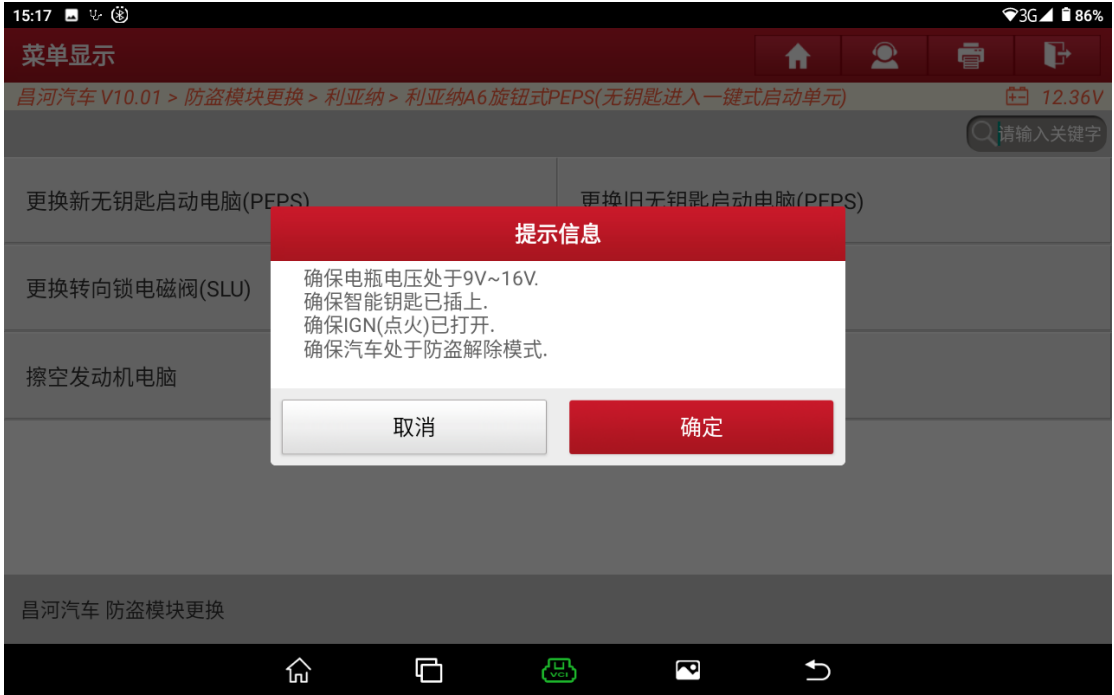 15:17
3G 86%
菜单显示
昌河汽车 V10.01 > 防盗模块更换 > 利亚纳 > 利亚纳A6旋钮式PEPS(无钥匙进入一键式启动单元)
12.36V
请输入关键字
更换新无钥匙启动电脑(PEPS)
更换旧无钥匙启动电脑(PEPS)
提示信息
确保电瓶电压处于9V~16V.
确保智能钥匙已插上.
确保IGN(点火)已打开.
确保汽车处于防盗解除模式.
更换转向锁电磁阀(SLU)
擦空发动机电脑
取消
确定
昌河汽车 防盗模块更换
VCI